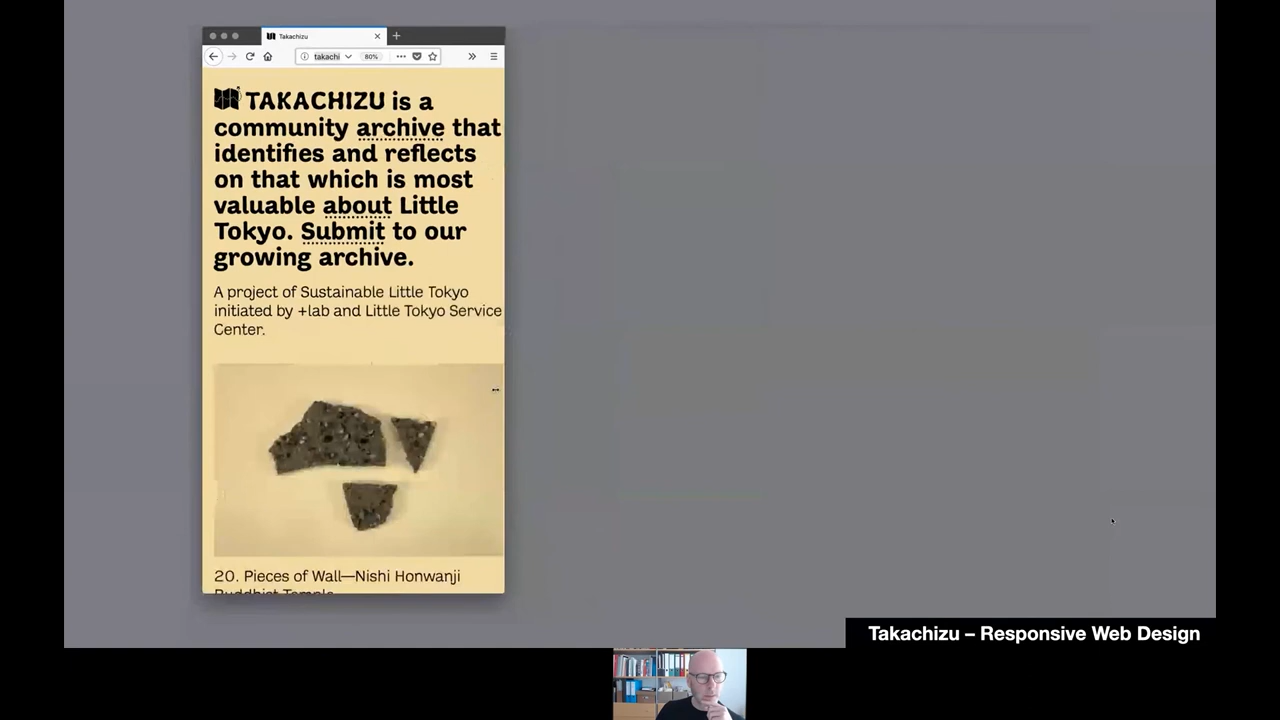 Takachizu
takachi
80%
TAKACHIZU is a
community archive that
identifies and reflects
on that which is most
valuable about Little
Tokyo. Submit to our
growing archive.
A project of Sustainable Little Tokyo
initiated by +lab and Little Tokyo Service
Center.
20. Pieces of Wall—Nishi Honwanji
Buddhist Temple
Takachizu – Responsive Web Design